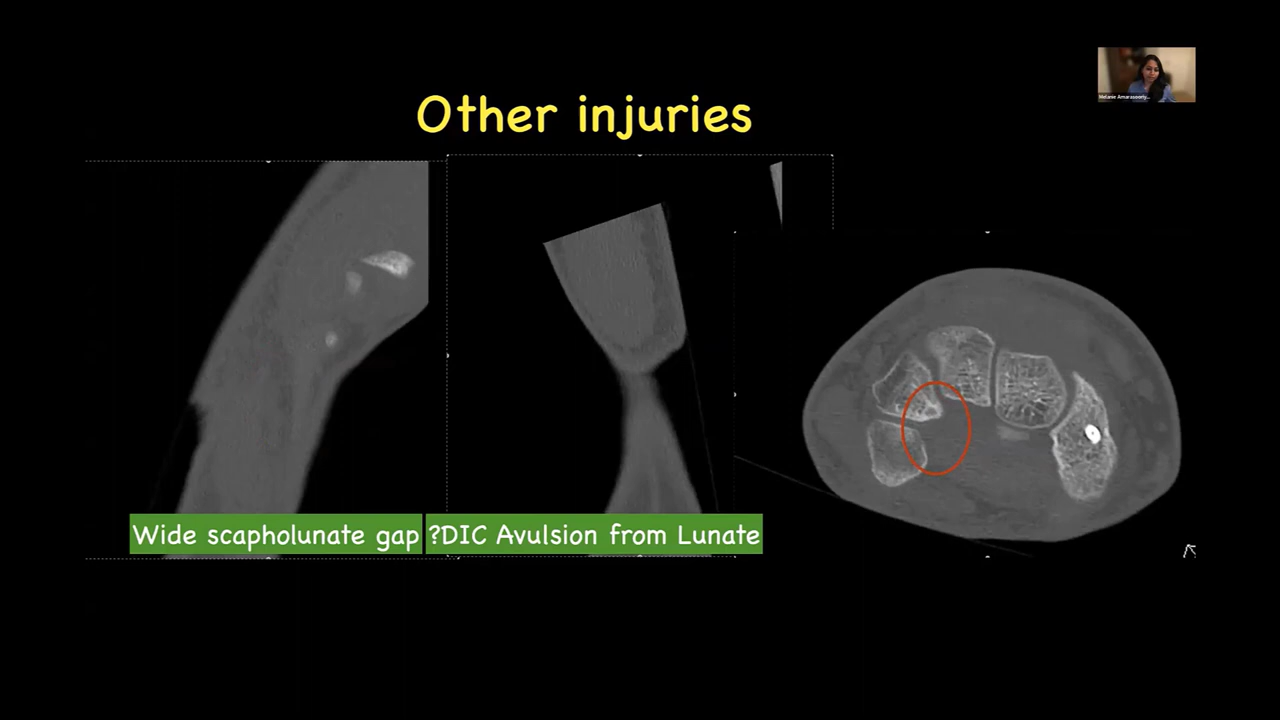 Other injuries
Wide scapholunate gap
?DIC Avulsion from Lunate